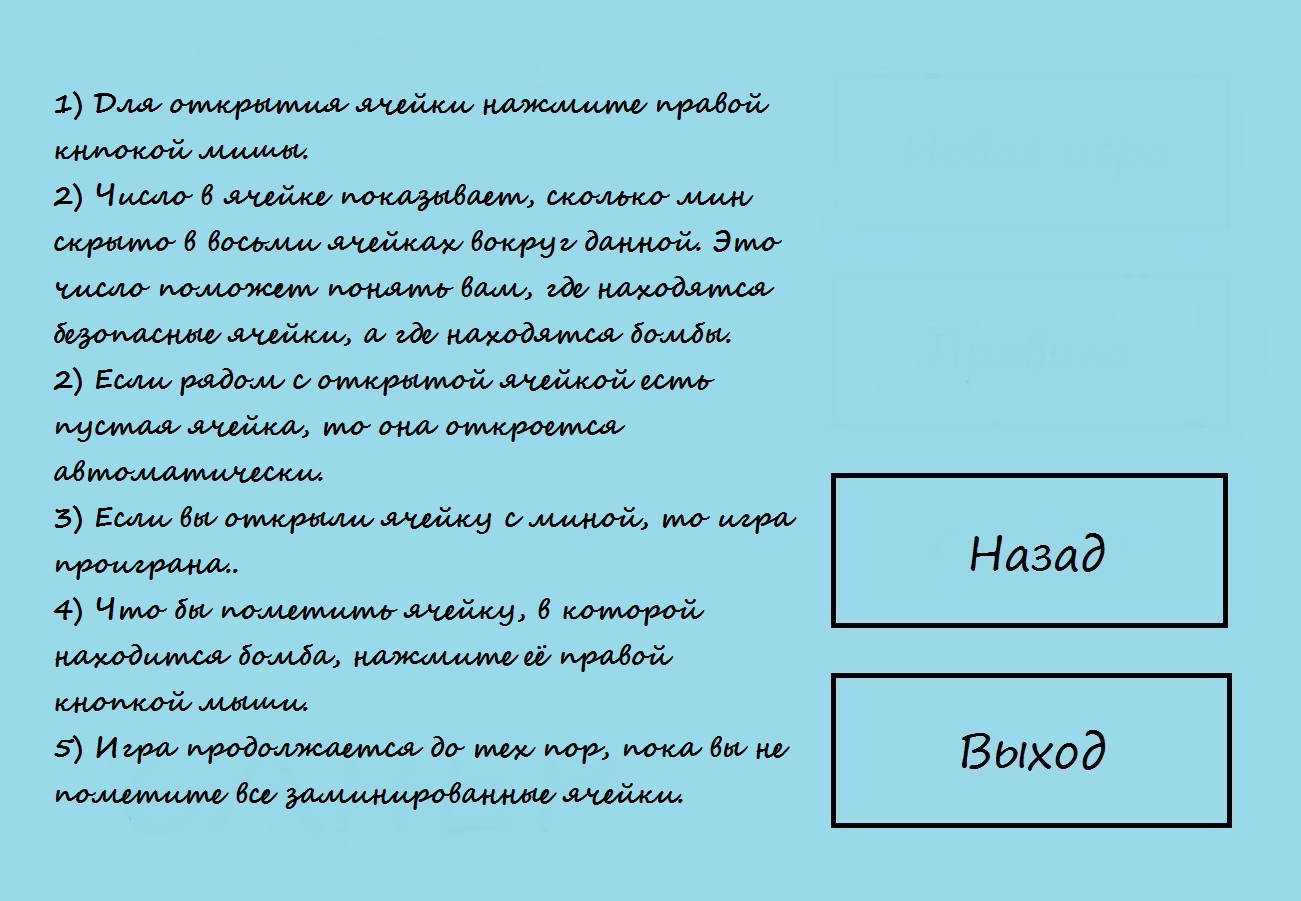 1) Для открытия ячейки нажмите правой
кнпокой мишы.
2) Число в ячейке показывает, сколько мин
скрыто в восьми ячейках вокруг данной. Это
число поможет понять вам, где находятся
безопасные ячейки, а где находятся бомбы.
2) Если рядом с открытой ячейкой есть
пустая ячейка, то она откроется
автоматически.
3) Если вы открыли ячейку с миной, то игра
проиграна..
4) Что бы пометить ячейку, в которой
находится бомба, нажмите её правой
кнопкой мыши.
5) Игра продолжается до тех пор, пока вы не
пометите все заминированные ячейки.
Назад
Выход